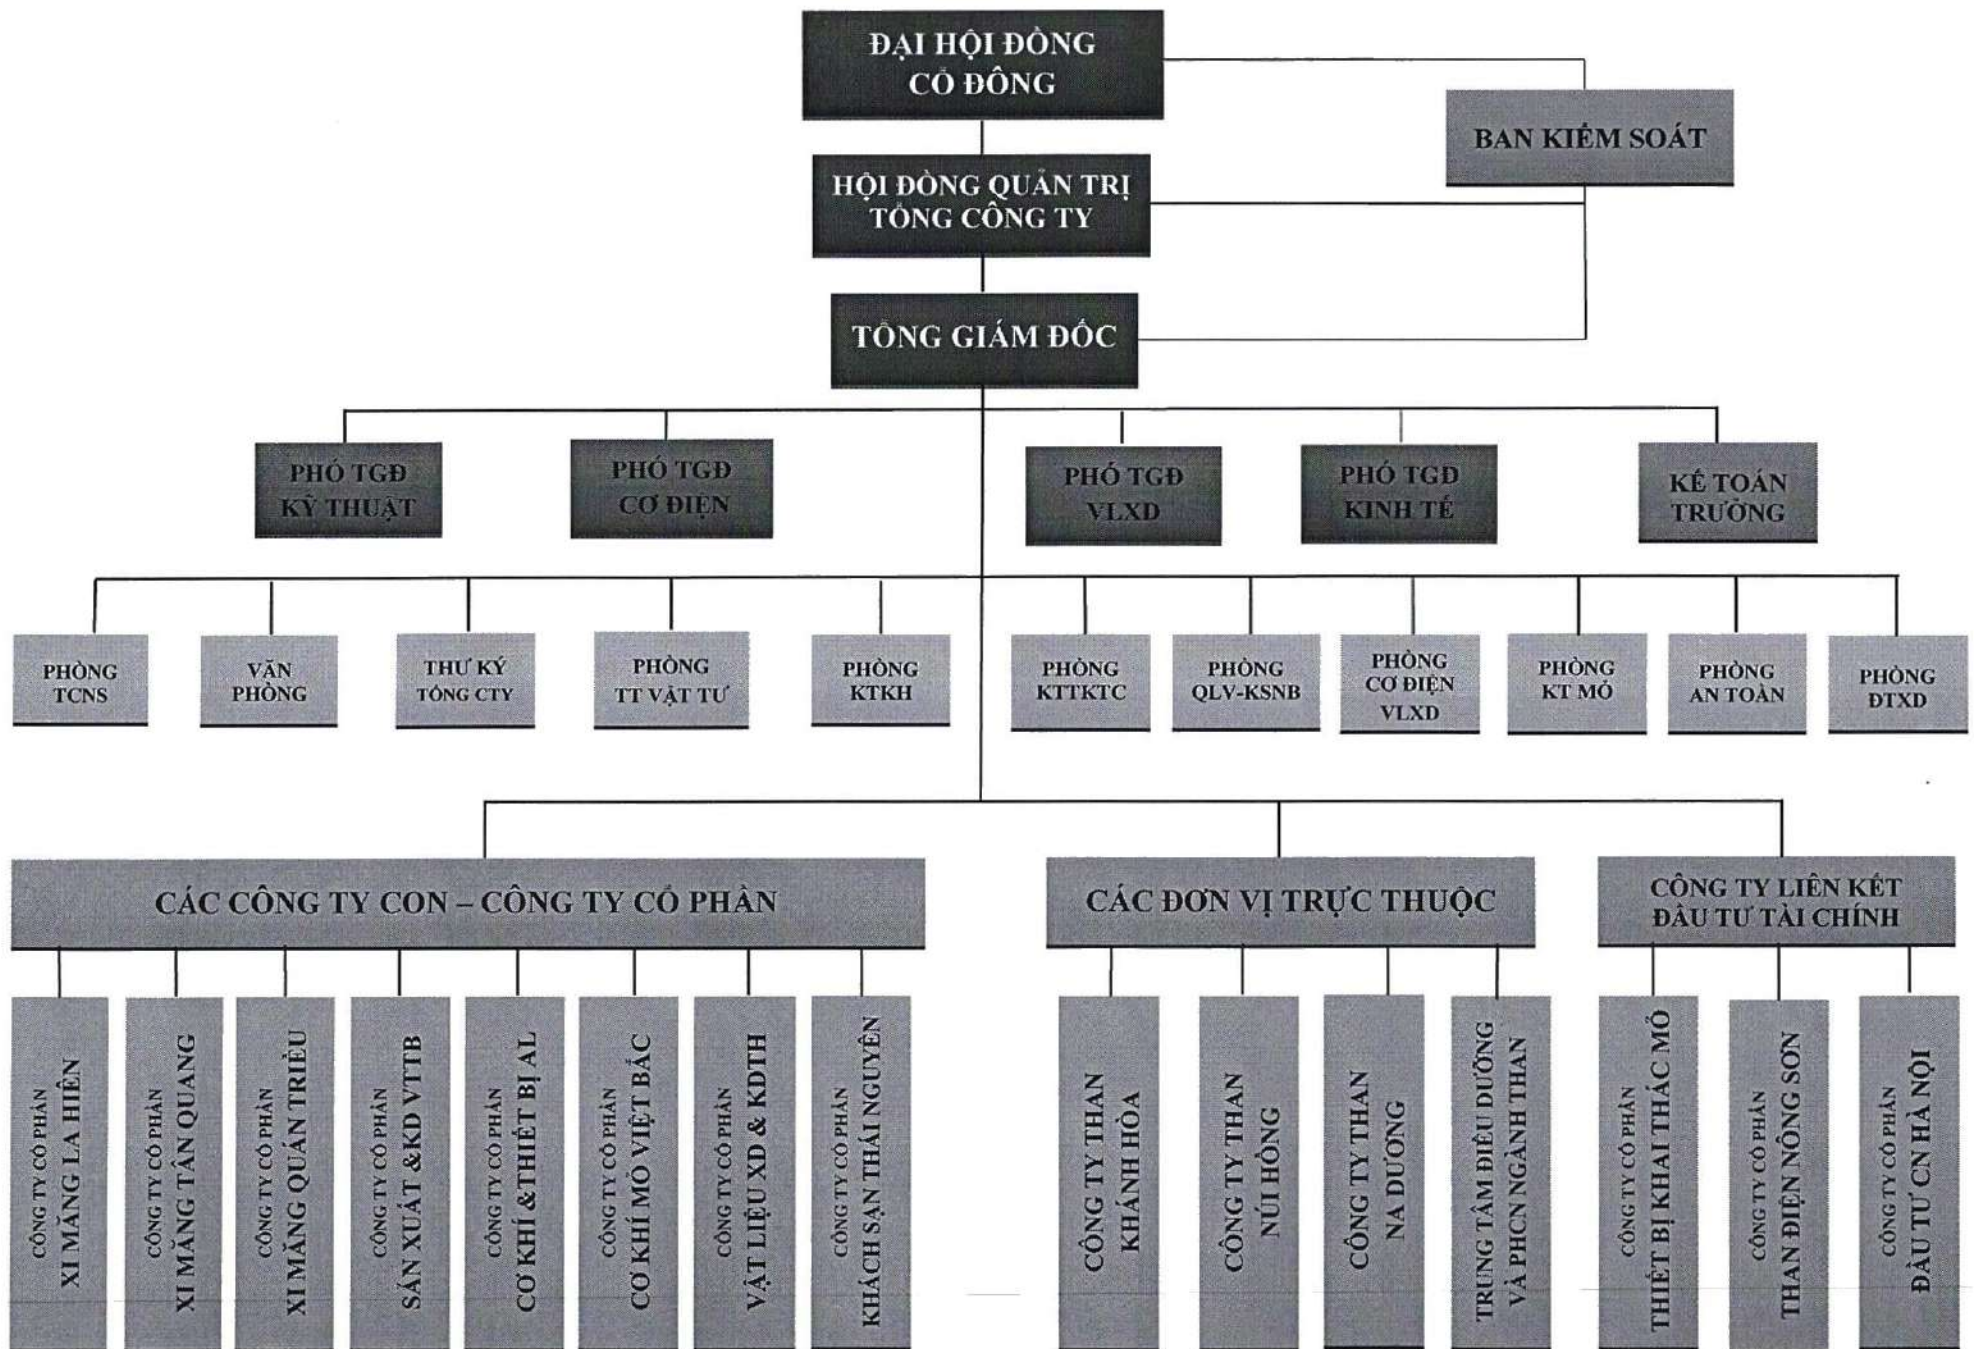 ĐẠI HỘI ĐỒNG
CỔ ĐÔNG
BAN KIỂM SOÁT
HỘI ĐỒNG QUẢN TRỊ
TỔNG CÔNG TY
TỔNG GIÁM ĐỐC
PHÓ TGĐ
KỸ THUẬT
PHÓ TGĐ
CƠ ĐIỆN
PHÓ TGĐ
VLXD
PHÓ TGĐ
KINH TẾ
KẾ TOÁN
TRƯỞNG
PHÒNG
TCNS
VĂN
PHÒNG
THƯ KÝ
TỔNG CTY
PHÒNG
TT VẬT TƯ
PHÒNG
KTKH
PHÒNG
KTTKTC
PHÒNG
QLV-KSNB
PHÒNG
CƠ ĐIỆN
VLXD
PHÒNG
KT MỎ
PHÒNG
AN TOÀN
PHÒNG
ĐTXD
CÁC CÔNG TY CON – CÔNG TY CỔ PHẦN
CÁC ĐƠN VỊ TRỰC THUỘC
CÔNG TY LIÊN KẾT
ĐẦU TƯ TÀI CHÍNH
CÔNG TY CỔ PHẦN
XI MĂNG LA HIÊN
CÔNG TY CỔ PHẦN
XI MĂNG TÂN QUANG
CÔNG TY CỔ PHẦN
XI MĂNG QUÁN TRIỀU
CÔNG TY CỔ PHẦN
SẢN XUẤT &KD VTTB
CÔNG TY CỔ PHẦN
CƠ KHÍ &THIẾT BỊ AL
CÔNG TY CỔ PHẦN
CƠ KHÍ MỎ VIỆT BẮC
CÔNG TY CỔ PHẦN
VẬT LIỆU XD & KDTH
CÔNG TY CỔ PHẦN
KHÁCH SẠN THÁI NGUYÊN
CÔNG TY THAN
KHÁNH HÒA
CÔNG TY THAN
NÚI HỒNG
CÔNG TY THAN
NA DƯƠNG
TRUNG TÂM ĐIỀU DƯỠNG
VÀ PHCN NGÀNH THAN
CÔNG TY CỔ PHẦN
THIẾT BỊ KHAI THÁC MỎ
CÔNG TY CỔ PHẦN
THAN ĐIỆN NÔNG SƠN
CÔNG TY CỔ PHẦN
ĐẦU TƯ CN HÀ NỘI